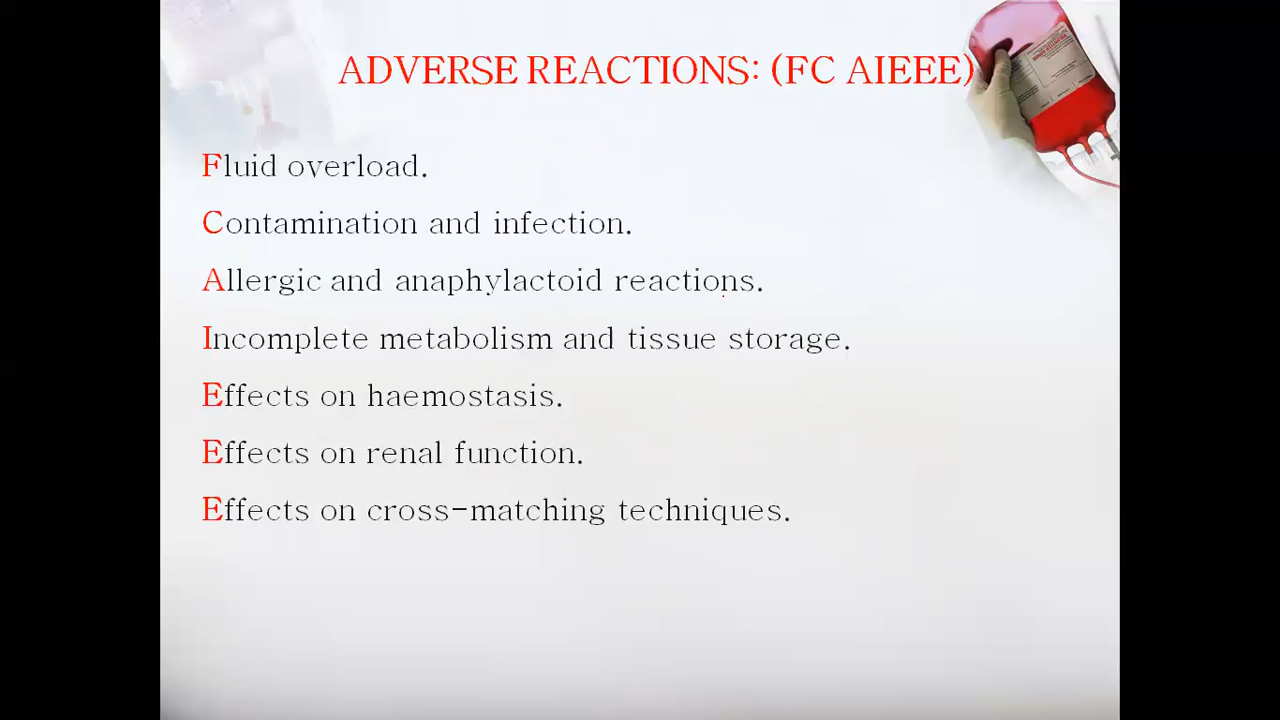 ADVERSE REACTIONS: (FC AIEEE)
Fluid overload.
Contamination and infection.
Allergic and anaphylactoid reactions.
Incomplete metabolism and tissue storage.
Effects on haemostasis.
Effects on renal function.
Effects on cross-matching techniques.